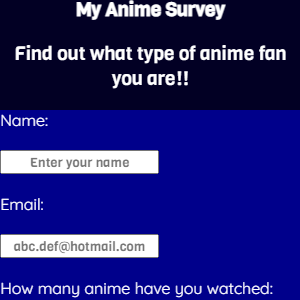 My Anime Survey
Find out what type of anime fan
you are!!
Name:
Enter your name
Email:
abc.def@hotmail.com
How many anime have you watched: